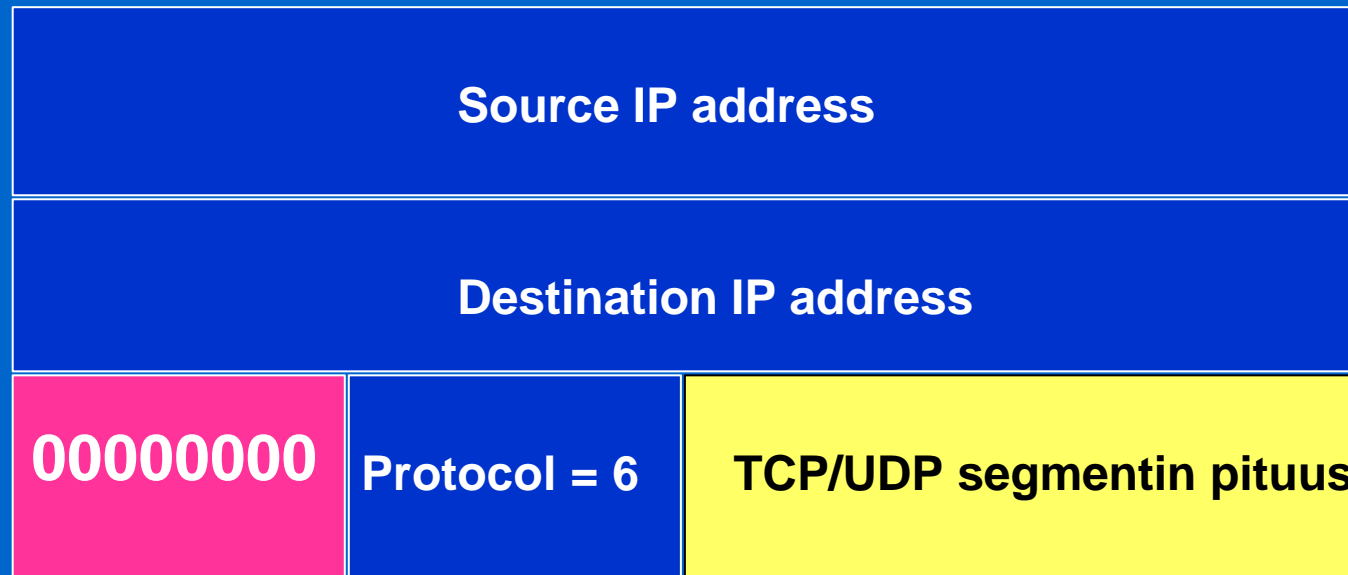 Source IP address
Destination IP address
00000000 Protocol = 6 TCP/UDP segmentin pituus